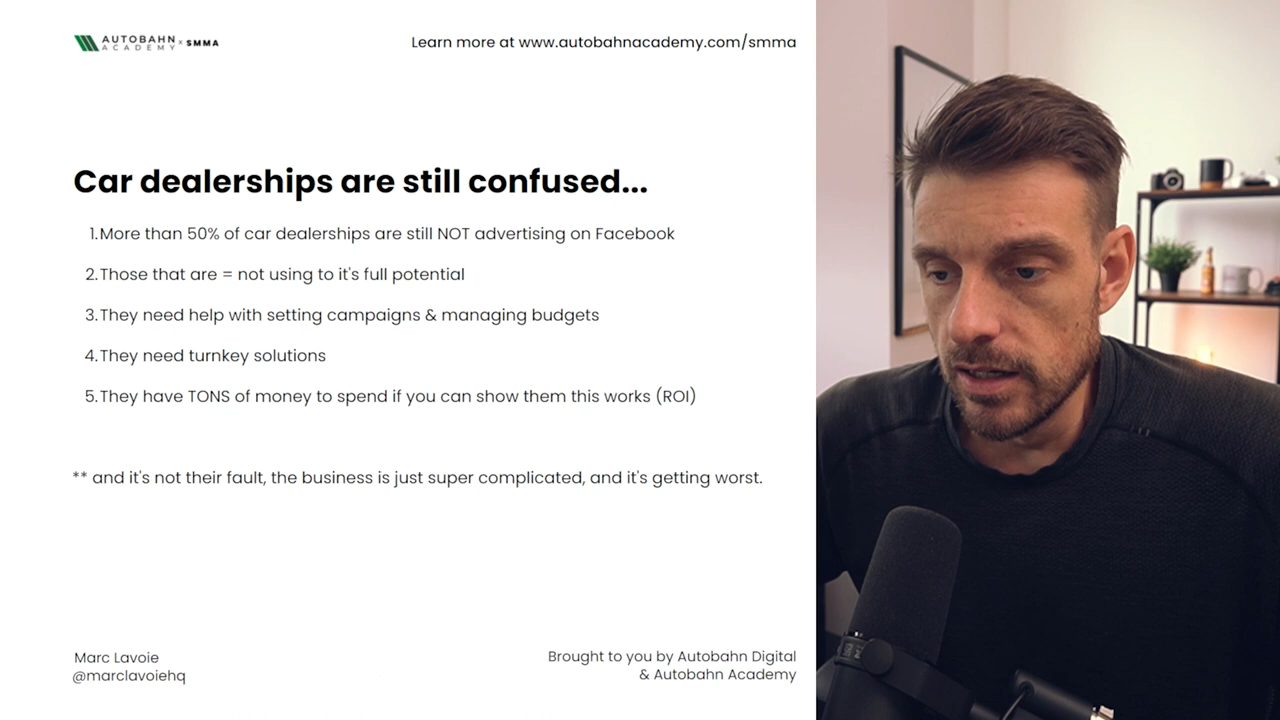 AUTOBAHN
ACADEMY × SMMA
Learn more at www.autobahnacademy.com/smma
Car dealerships are still confused...
1. More than 50% of car dealerships are still NOT advertising on Facebook
2. Those that are = not using to it's full potential
3. They need help with setting campaigns & managing budgets
4. They need turnkey solutions
5. They have TONS of money to spend if you can show them this works (ROI)
** and it's not their fault, the business is just super complicated, and it's getting worst.
Marc Lavoie
@marclavoiehq
Brought to you by Autobahn Digital
& Autobahn Academy